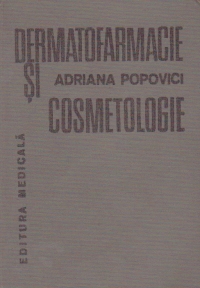 DERMATOFARMACIE
ȘI ADRIANA POPOVICI
COSMETOLOGIE
EDITURA MEDICALĂ